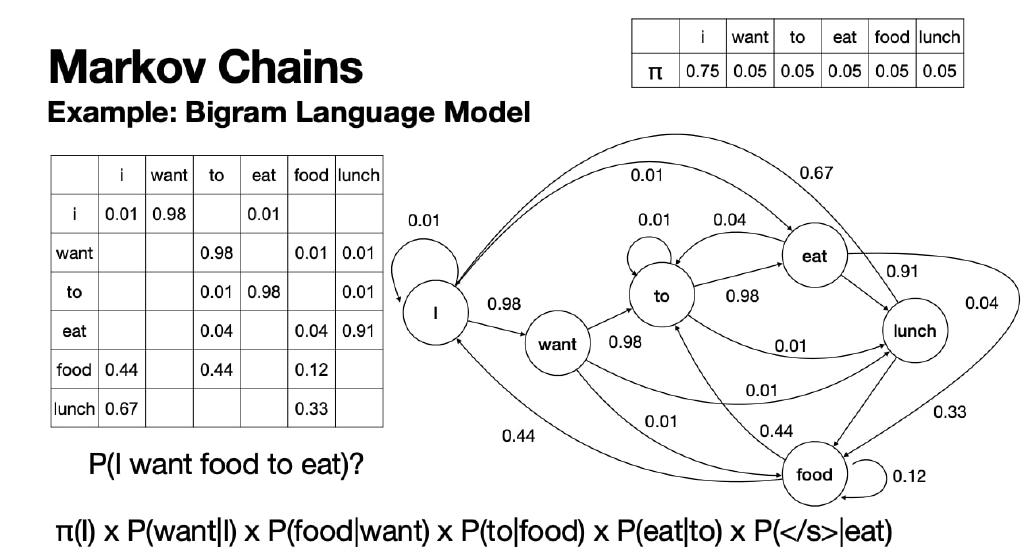 i want to eat food lunch
π 0.75 0.05 0.05 0.05 0.05 0.05
Markov Chains
Example: Bigram Language Model
i want to eat food lunch
i 0.01 0.98 0.01
want 0.98 0.01 0.01
to 0.01 0.98 0.01
eat 0.04 0.04 0.91
food 0.44 0.44 0.12
lunch 0.67 0.33
0.67
0.01
0.01
0.01
0.04
eat
0.91
to
0.98
0.04
I
0.98
want
0.98
lunch
0.01
0.01
0.33
0.01
0.44
0.44
food
0.12
P(I want food to eat)?
π(I) x P(want|I) x P(food|want) x P(to|food) x P(eat|to) x P(</s>|eat)